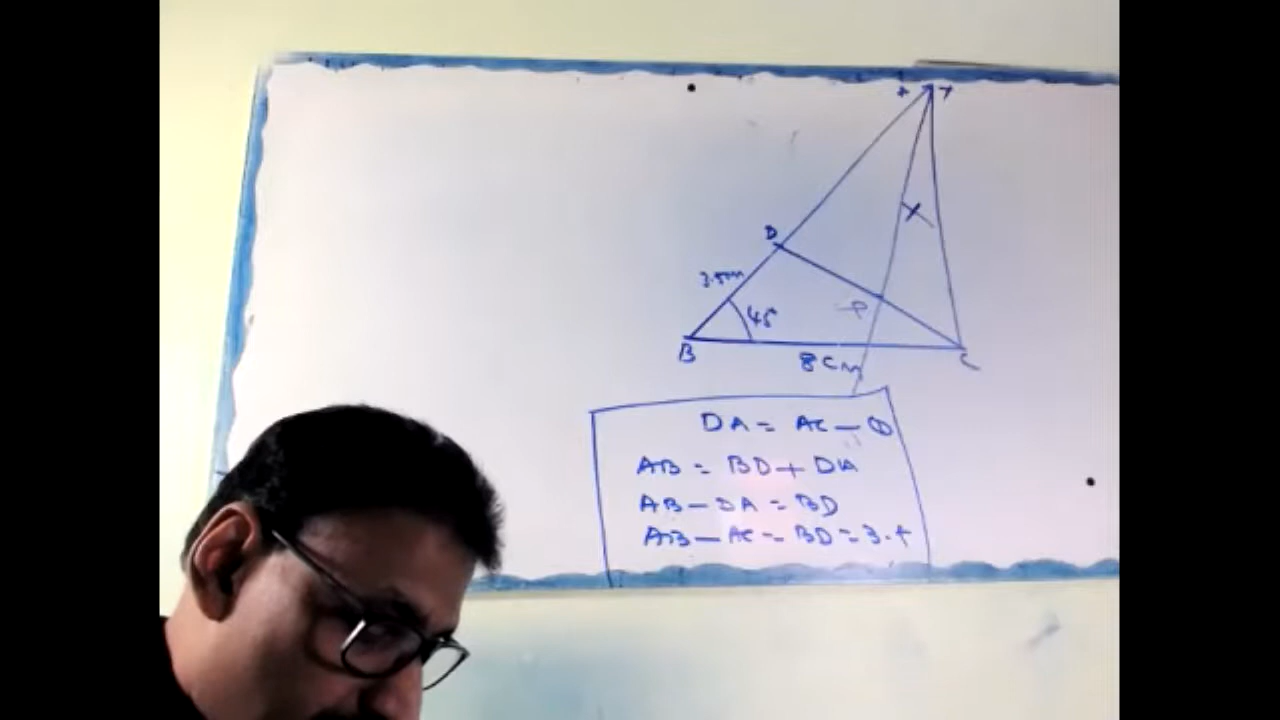 A
D
3.5cm
45°
P
B
8cm
C
DA = AC — ①
AB = BD + DA
AB - DA = BD
AB - AC = BD = 3.5